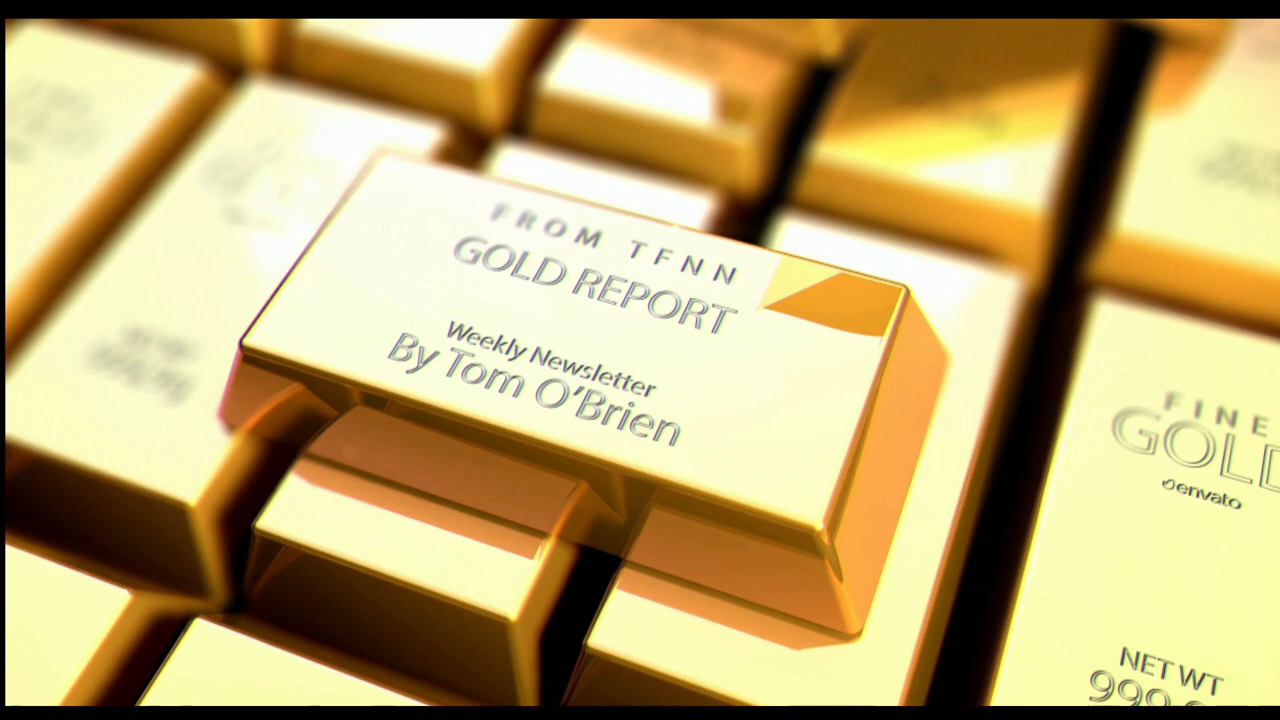 FROM TFNN
GOLD REPORT
Weekly Newsletter
By Tom O'Brien
FINE
GOLD
envato
NET WT